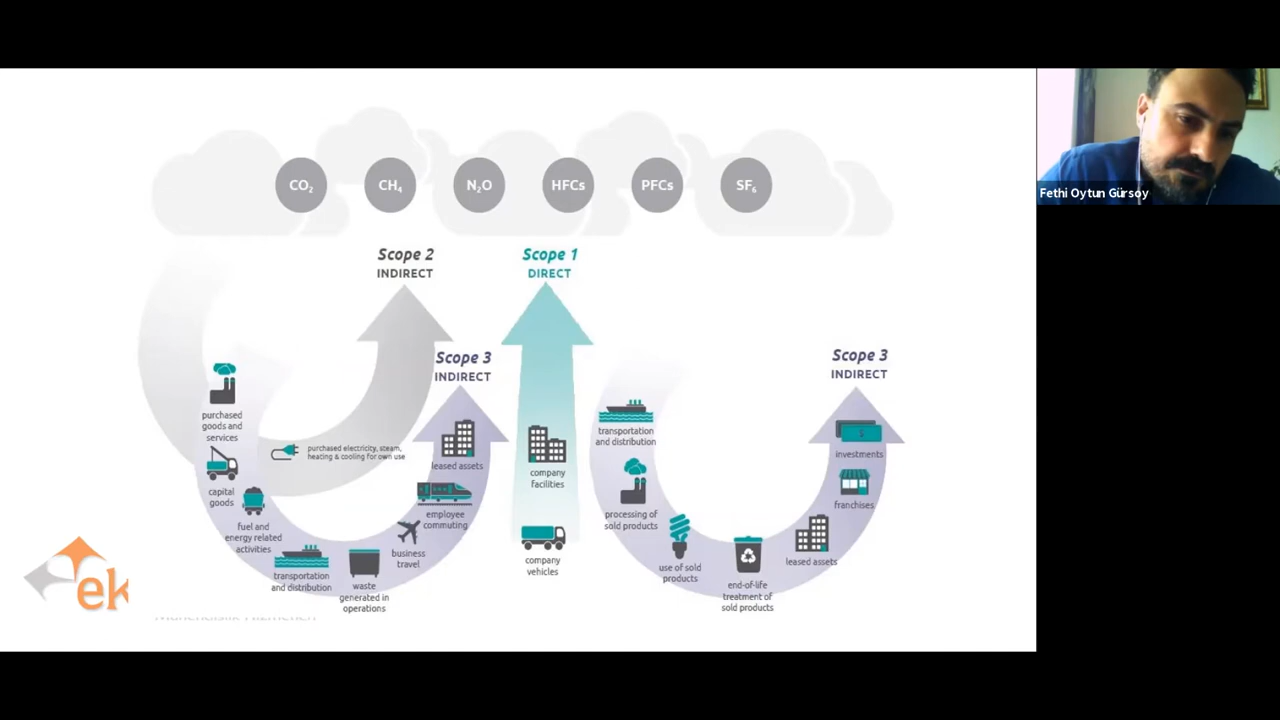 CO₂
CH₄
N₂O
HFCs
PFCs
SF₆
Scope 2
INDIRECT
Scope 1
DIRECT
Scope 3
INDIRECT
Scope 3
INDIRECT
purchased
goods and
services
capital
goods
fuel and
energy related
activities
transportation
and distribution
waste
generated in
operations
business
travel
employee
commuting
leased assets
purchased electricity, steam,
heating & cooling for own use
company
facilities
company
vehicles
transportation
and distribution
processing of
sold products
use of sold
products
end-of-life
treatment of
sold products
leased assets
franchises
investments
ek
Fethi Oytun Gürsoy